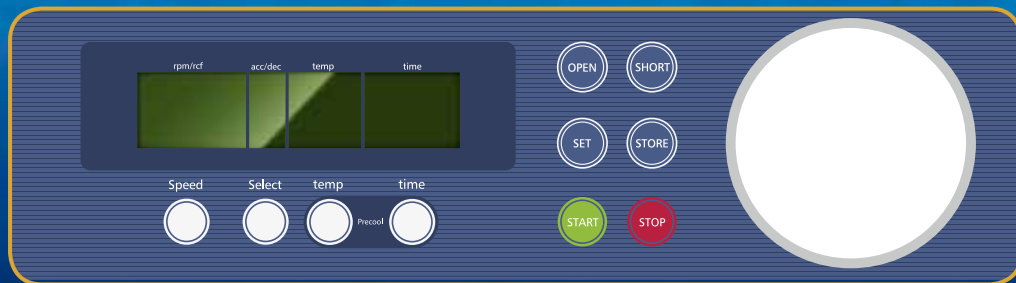 rpm/rcf acc/dec temp time
OPEN SHORT
SET STORE
Speed Select temp time
Precool
START STOP